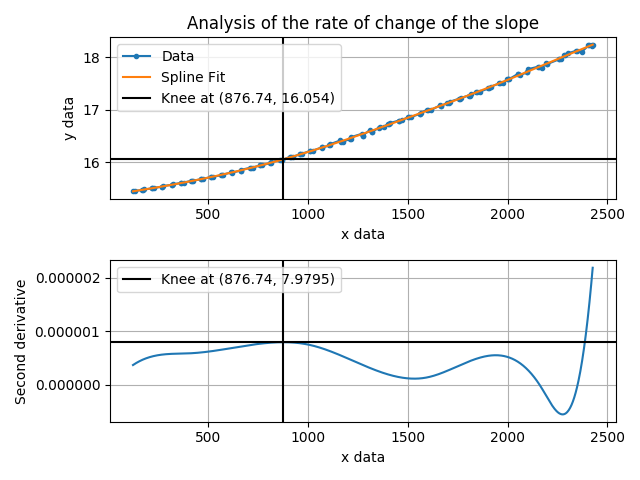 Analysis of the rate of change of the slope
18
17
16
y data
Data
Spline Fit
Knee at (876.74, 16.054)
500
1000
1500
2000
2500
x data
0.000002
0.000001
0.000000
Second derivative
Knee at (876.74, 7.9795)
500
1000
1500
2000
2500
x data